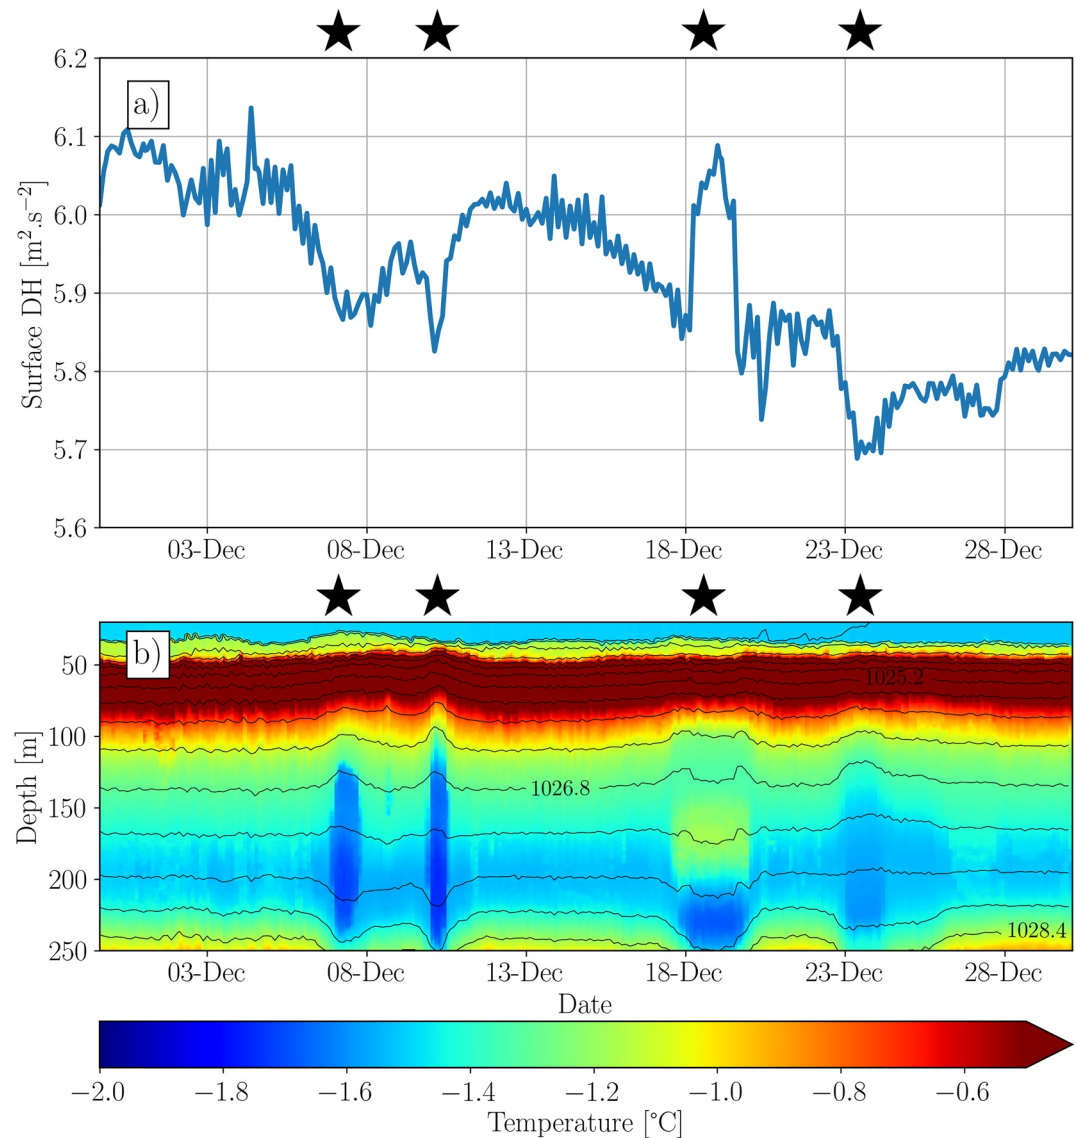 a)
6.2
6.1
6.0
5.9
5.8
5.7
5.6
Surface DH [m².s⁻²]
03-Dec 08-Dec 13-Dec 18-Dec 23-Dec 28-Dec
b)
50
100
150
200
250
Depth [m]
1025.2
1026.8
1028.4
03-Dec 08-Dec 13-Dec 18-Dec 23-Dec 28-Dec
Date
−2.0 −1.8 −1.6 −1.4 −1.2 −1.0 −0.8 −0.6
Temperature [°C]